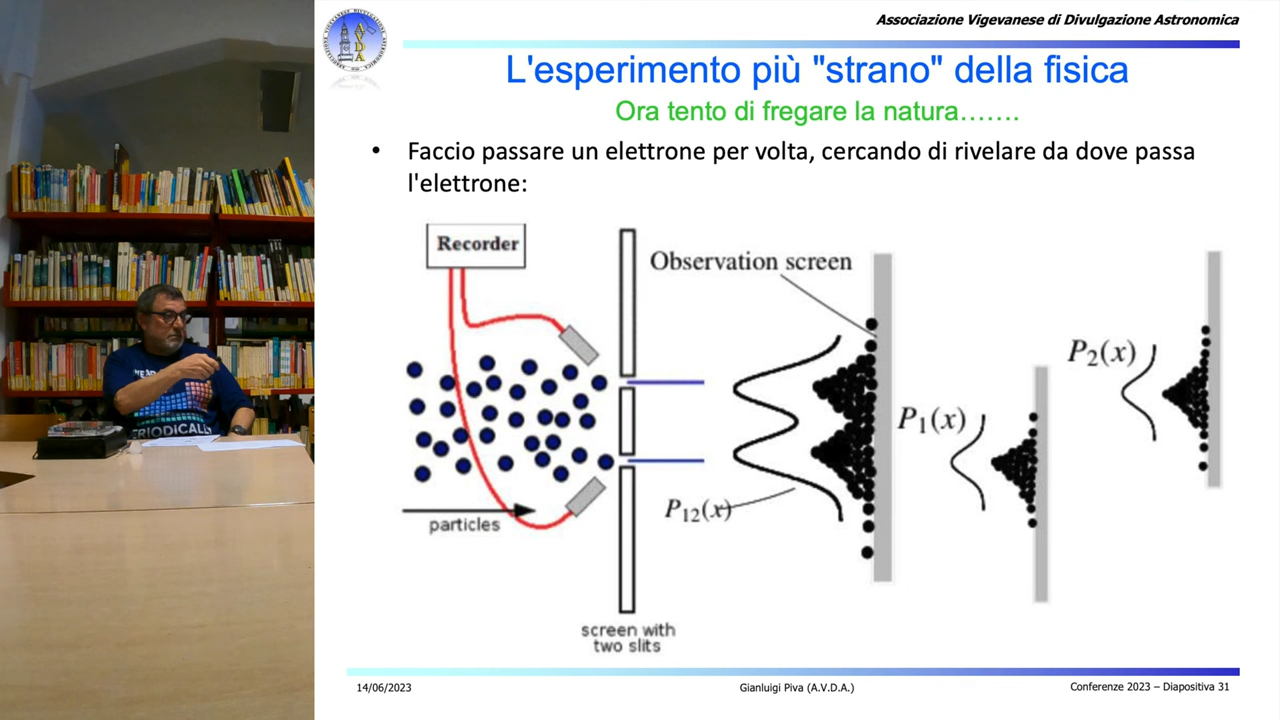 Associazione Vigevanese di Divulgazione Astronomica
L'esperimento più "strano" della fisica
Ora tento di fregare la natura.......
• Faccio passare un elettrone per volta, cercando di rivelare da dove passa
l'elettrone:
Recorder
Observation screen
P₂(x)
P₁(x)
P₁₂(x)
particles
screen with
two slits
14/06/2023
Gianluigi Piva (A.V.D.A.)
Conferenze 2023 – Diapositiva 31
A.V.D.A.
PERIODICALLY